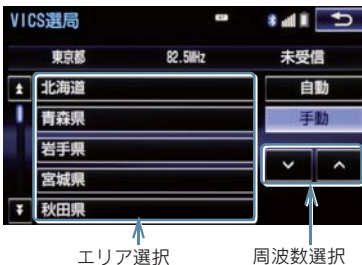 VICS選局
東京都 82.5MHz 未受信
北海道 自動
青森県 手動
岩手県
宮城県
秋田県
エリア選択 周波数選択